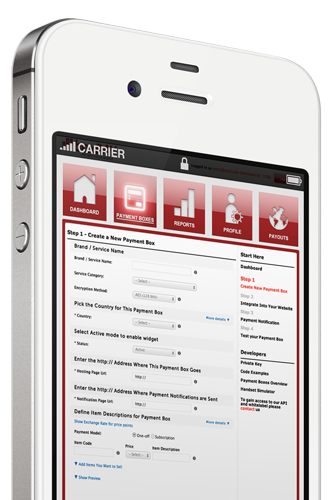 CARRIER
Logged in as
DASHBOARD
PAYMENT BOXES
REPORTS
PROFILE
PAYOUTS
Step 1 - Create a New Payment Box
Brand / Service Name
Brand / Service Name:
Service Category:
- Select -
Encryption Method:
Pick the Country for This Payment Box
More details
* Country:
- Select -
Select Active mode to enable widget
* Status:
Active
Enter the http:// Address Where This Payment Box Goes
* Hosting Page Url:
http://
Enter the http:// Address Where Payment Notifications are Sent
* Notification Page Url:
http://
Define Item Descriptions for Payment Box
Show Exchange Rate for price points
More details
Payment Model:
One-off
Subscription
Item Code
Price
Item Description
- Select -
Add Items You Want to Sell
Show Preview
Start Here
Dashboard
Step 1
Create New Payment Box
Step 2
Integrate Into Your Website
Step 3
Payment Notification
Step 4
Test your Payment Box
Developers
Private Key
Code Examples
Payment Boxes Overview
Handset Simulator
To gain access to our API
and whitelabel please
contact us